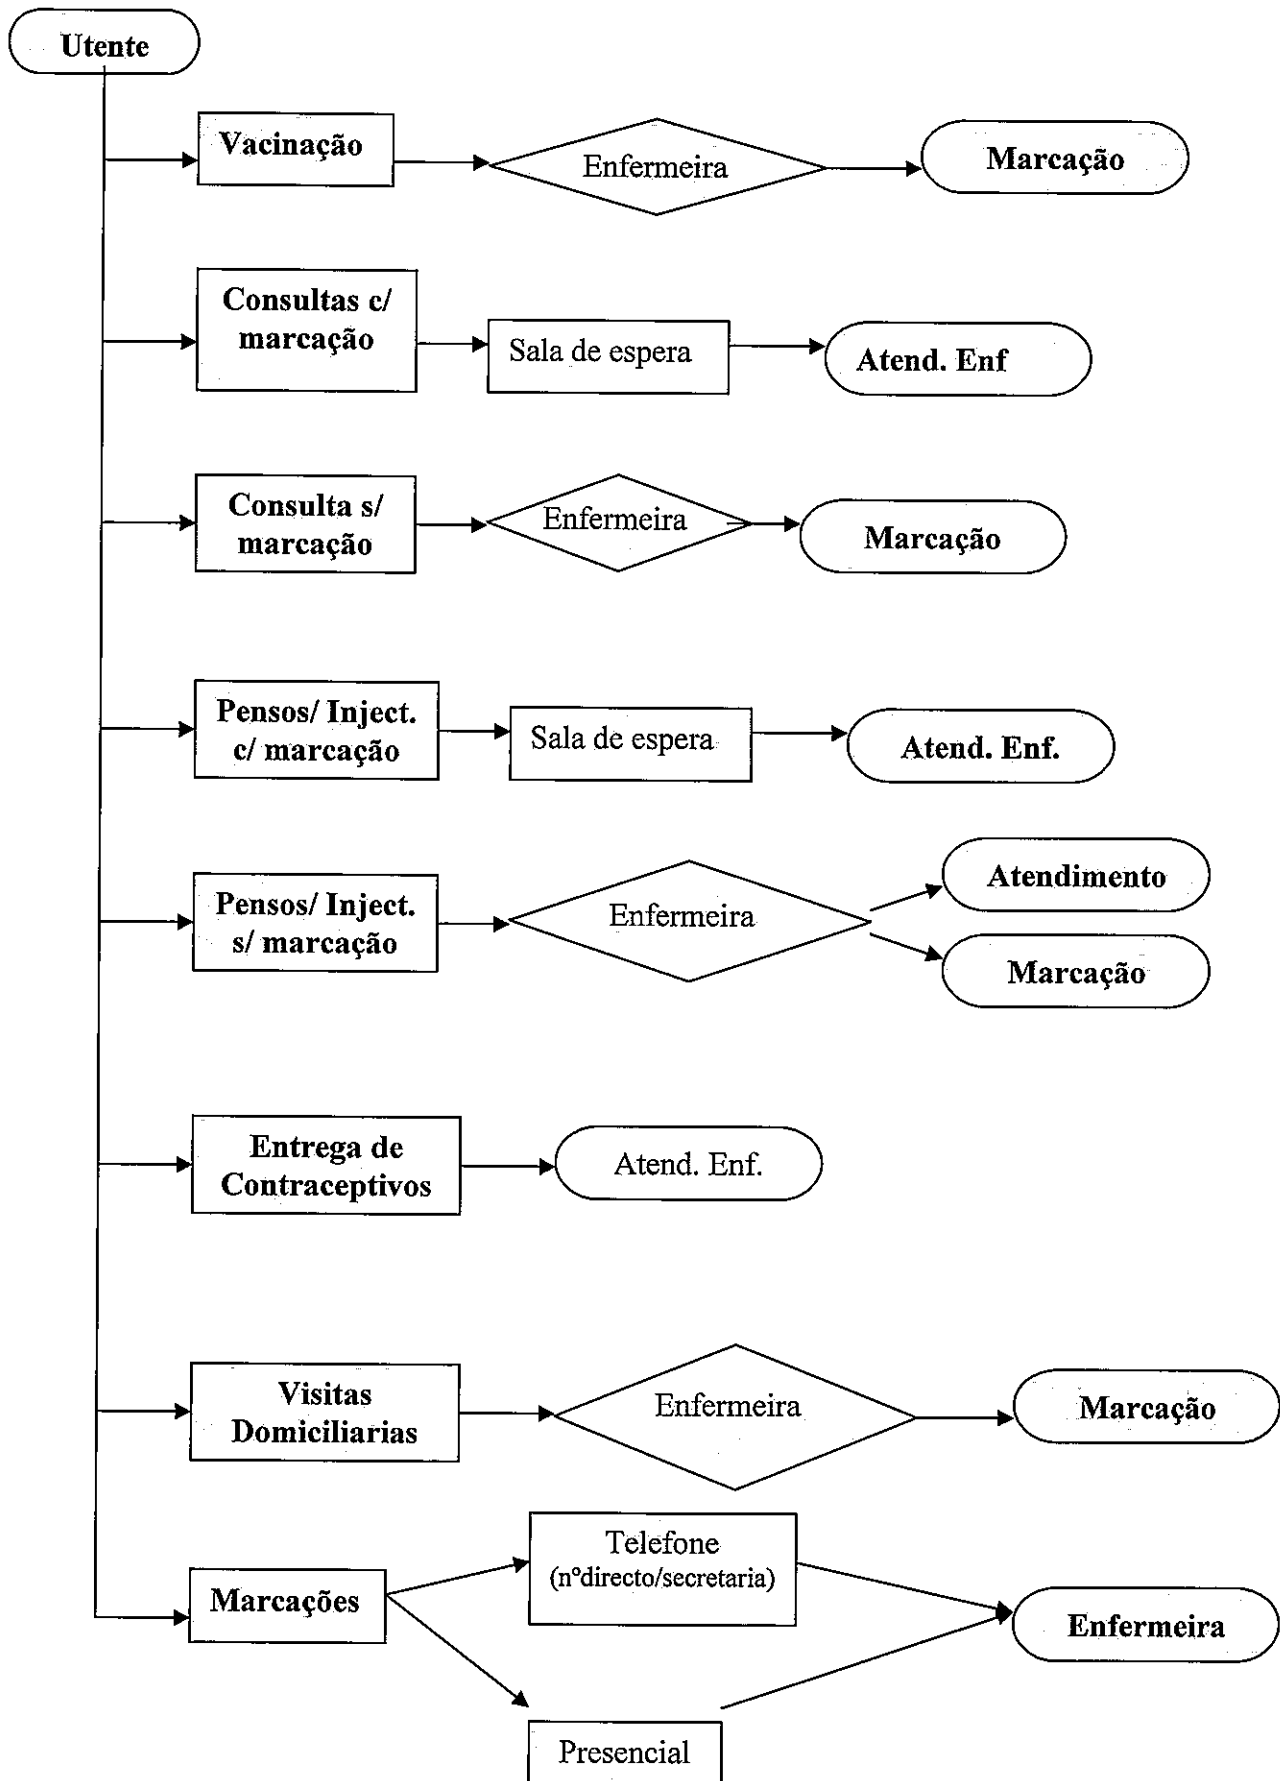 Utente
Vacinação
Enfermeira
Marcação
Consultas c/
marcação
Sala de espera
Atend. Enf
Consulta s/
marcação
Enfermeira
Marcação
Pensos/ Inject.
c/ marcação
Sala de espera
Atend. Enf.
Pensos/ Inject.
s/ marcação
Enfermeira
Atendimento
Marcação
Entrega de
Contraceptivos
Atend. Enf.
Visitas
Domiciliarias
Enfermeira
Marcação
Marcações
Telefone
(nºdirecto/secretaria)
Enfermeira
Presencial